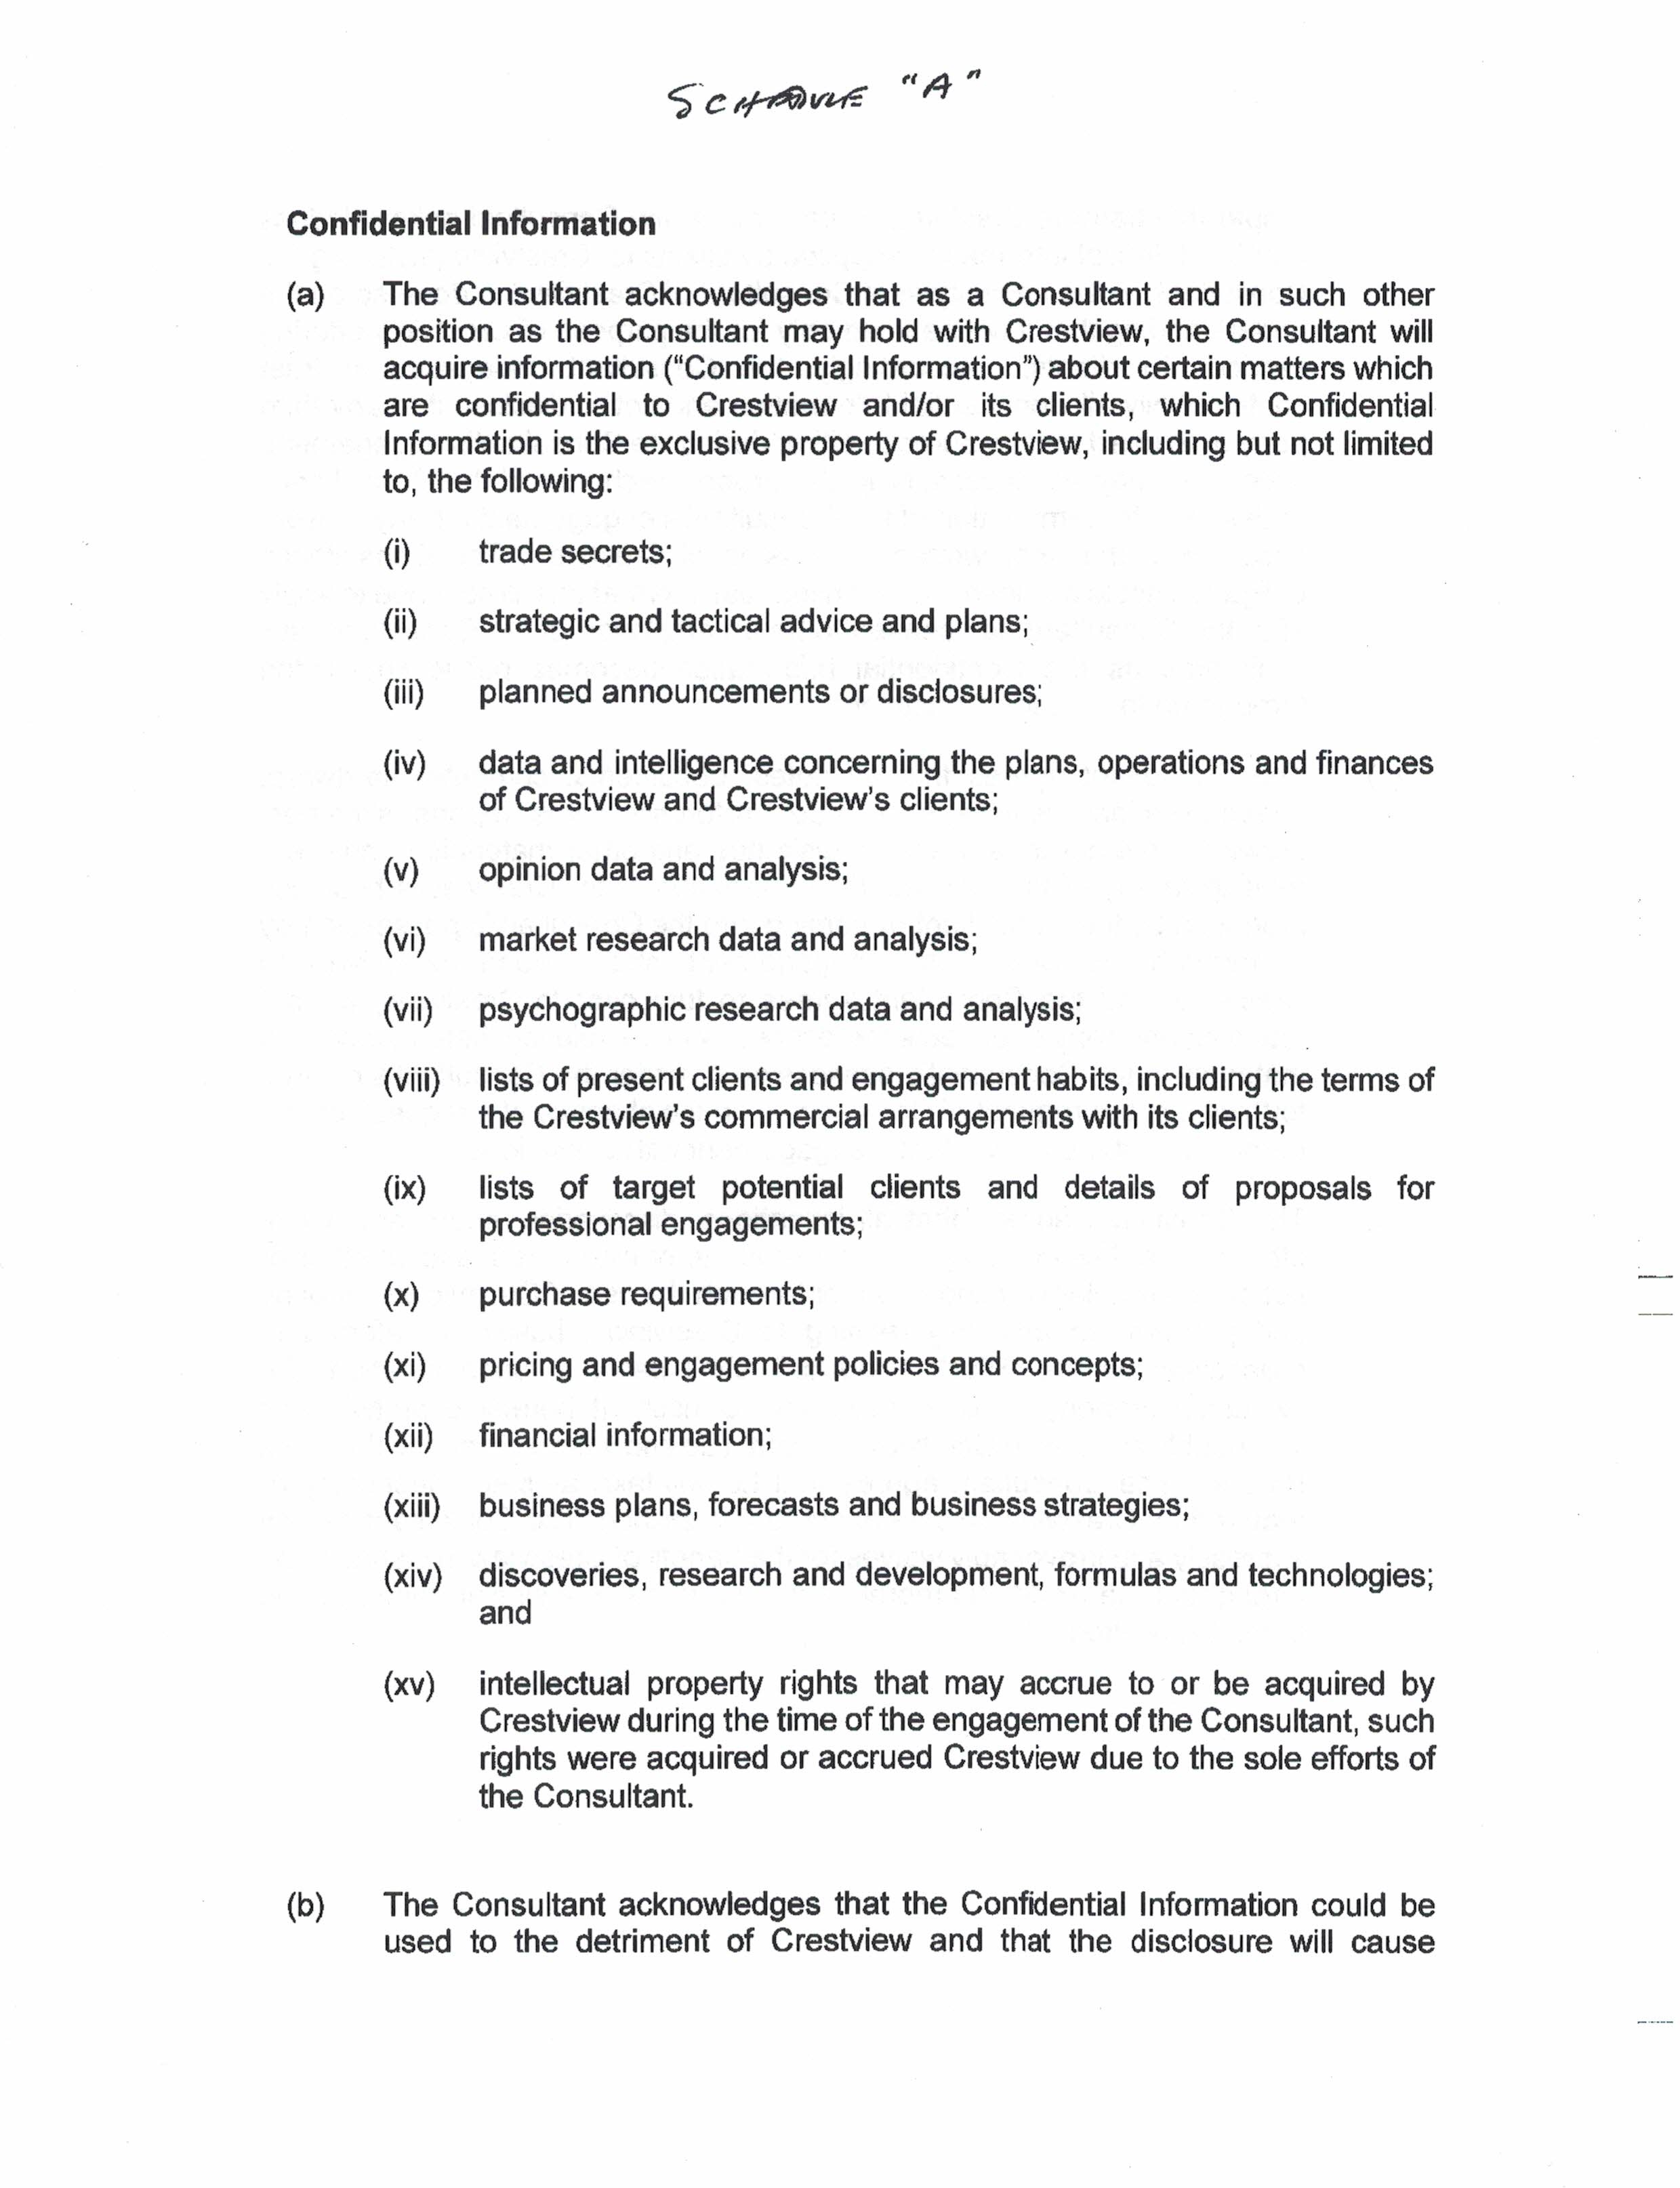 SCHEDULE "A"
Confidential Information
(a) The Consultant acknowledges that as a Consultant and in such other
position as the Consultant may hold with Crestview, the Consultant will
acquire information (“Confidential Information”) about certain matters which
are confidential to Crestview and/or its clients, which Confidential
Information is the exclusive property of Crestview, including but not limited
to, the following:
(i) trade secrets;
(ii) strategic and tactical advice and plans;
(iii) planned announcements or disclosures;
(iv) data and intelligence concerning the plans, operations and finances
of Crestview and Crestview’s clients;
(v) opinion data and analysis;
(vi) market research data and analysis;
(vii) psychographic research data and analysis;
(viii) lists of present clients and engagement habits, including the terms of
the Crestview’s commercial arrangements with its clients;
(ix) lists of target potential clients and details of proposals for
professional engagements;
(x) purchase requirements;
(xi) pricing and engagement policies and concepts;
(xii) financial information;
(xiii) business plans, forecasts and business strategies;
(xiv) discoveries, research and development, formulas and technologies;
and
(xv) intellectual property rights that may accrue to or be acquired by
Crestview during the time of the engagement of the Consultant, such
rights were acquired or accrued Crestview due to the sole efforts of
the Consultant.
(b) The Consultant acknowledges that the Confidential Information could be
used to the detriment of Crestview and that the disclosure will cause